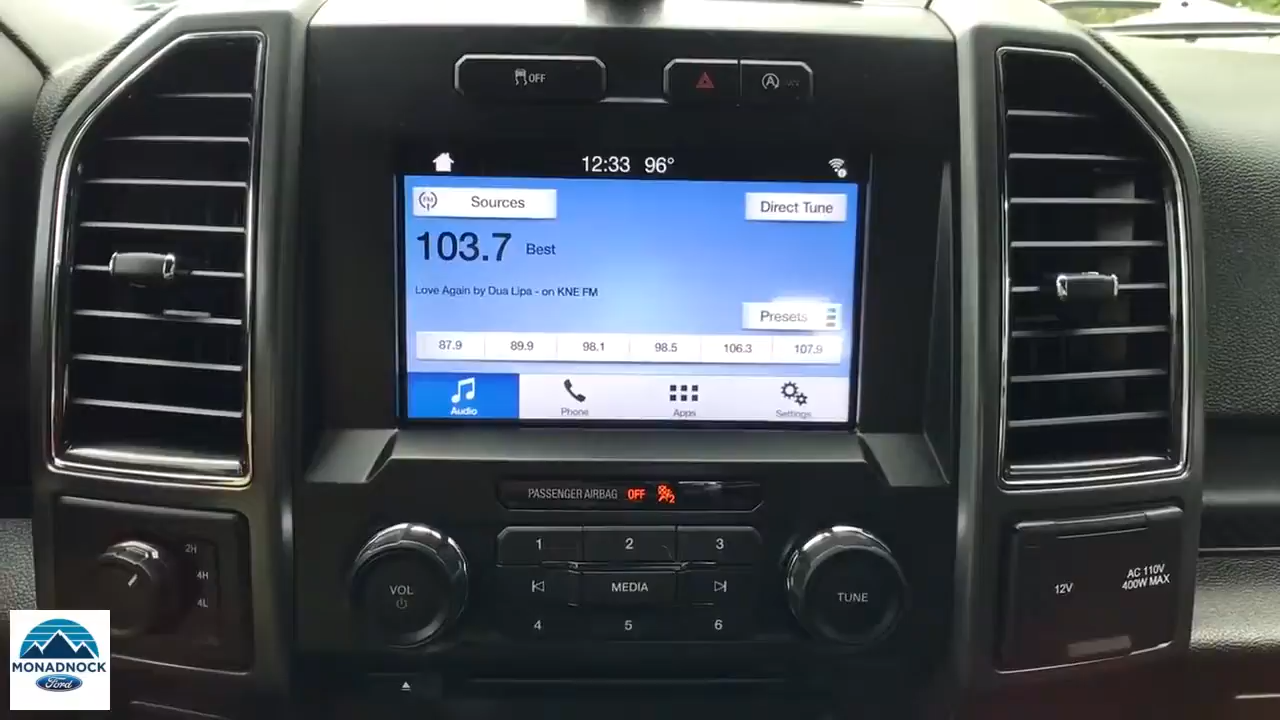 OFF
12:33 96°
FM Sources
Direct Tune
103.7 Best
Love Again by Dua Lipa - on KNE FM
Presets
87.9 89.9 98.1 98.5 106.3 107.9
Audio Phone Apps Settings
PASSENGER AIRBAG OFF 2
2H
4H
4L
1 2 3
VOL MEDIA TUNE
4 5 6
12V
AC 110V
400W MAX
MONADNOCK
Ford